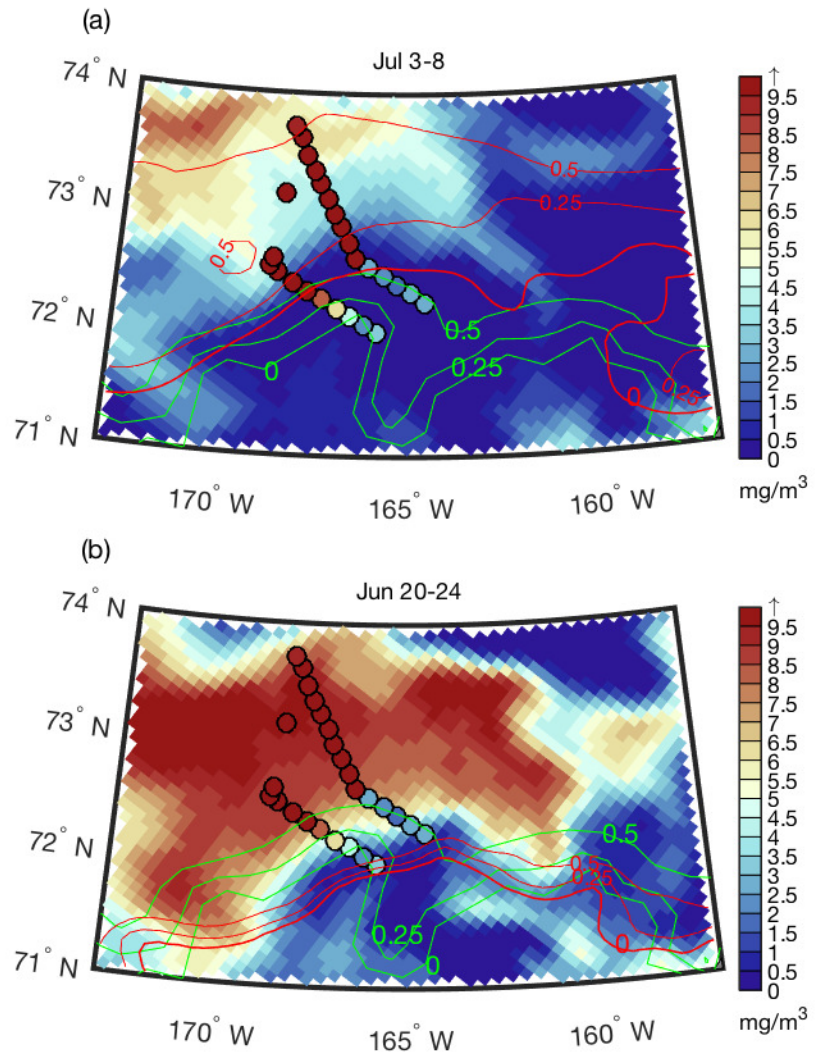 (a)
Jul 3-8
74° N
73° N
72° N
71° N
170° W
165° W
160° W
0.5
0.25
0.5
0.5
0.25
0
0.25
0
↑
9.5
9
8.5
8
7.5
7
6.5
6
5.5
5
4.5
4
3.5
3
2.5
2
1.5
1
0.5
0
mg/m³
(b)
Jun 20-24
74° N
73° N
72° N
71° N
170° W
165° W
160° W
0.5
0.5
0.25
0.25
0
0
↑
9.5
9
8.5
8
7.5
7
6.5
6
5.5
5
4.5
4
3.5
3
2.5
2
1.5
1
0.5
0
mg/m³